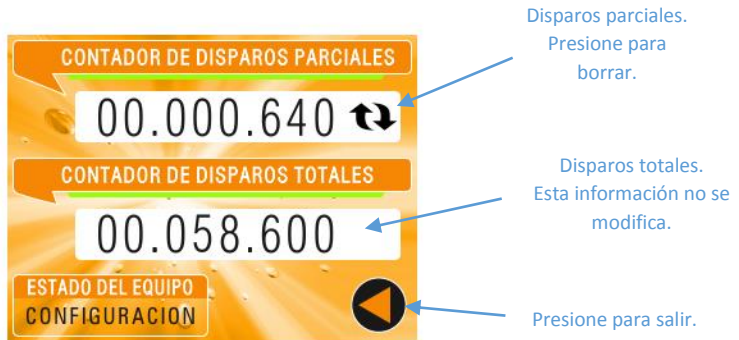 Disparos parciales.
Presione para
borrar.
CONTADOR DE DISPAROS PARCIALES
00.000.640
CONTADOR DE DISPAROS TOTALES
00.058.600
Disparos totales.
Esta información no se
modifica.
ESTADO DEL EQUIPO
CONFIGURACION
Presione para salir.